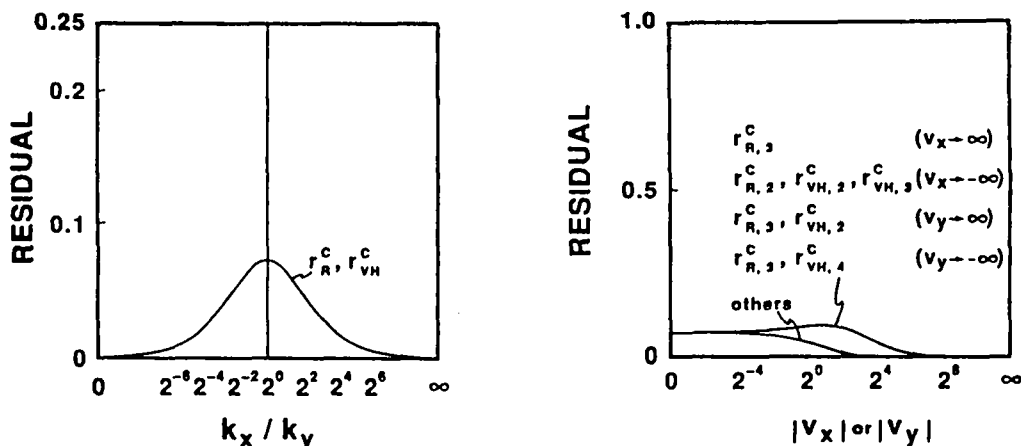 RESIDUAL
0.25
0.2
0.1
0
r_R^C, r_VH^C
0 2^-6 2^-4 2^-2 2^0 2^2 2^4 2^6 ∞
k_x / k_y
RESIDUAL
1.0
0.5
0
r_R,3^C (v_x→∞)
r_R,2^C, r_VH,2^C, r_VH,3^C (v_x→-∞)
r_R,3^C, r_VH,2^C (v_y→∞)
r_R,3^C, r_VH,4^C (v_y→-∞)
others
0 2^-4 2^0 2^4 2^8 ∞
|V_x| or |V_y|